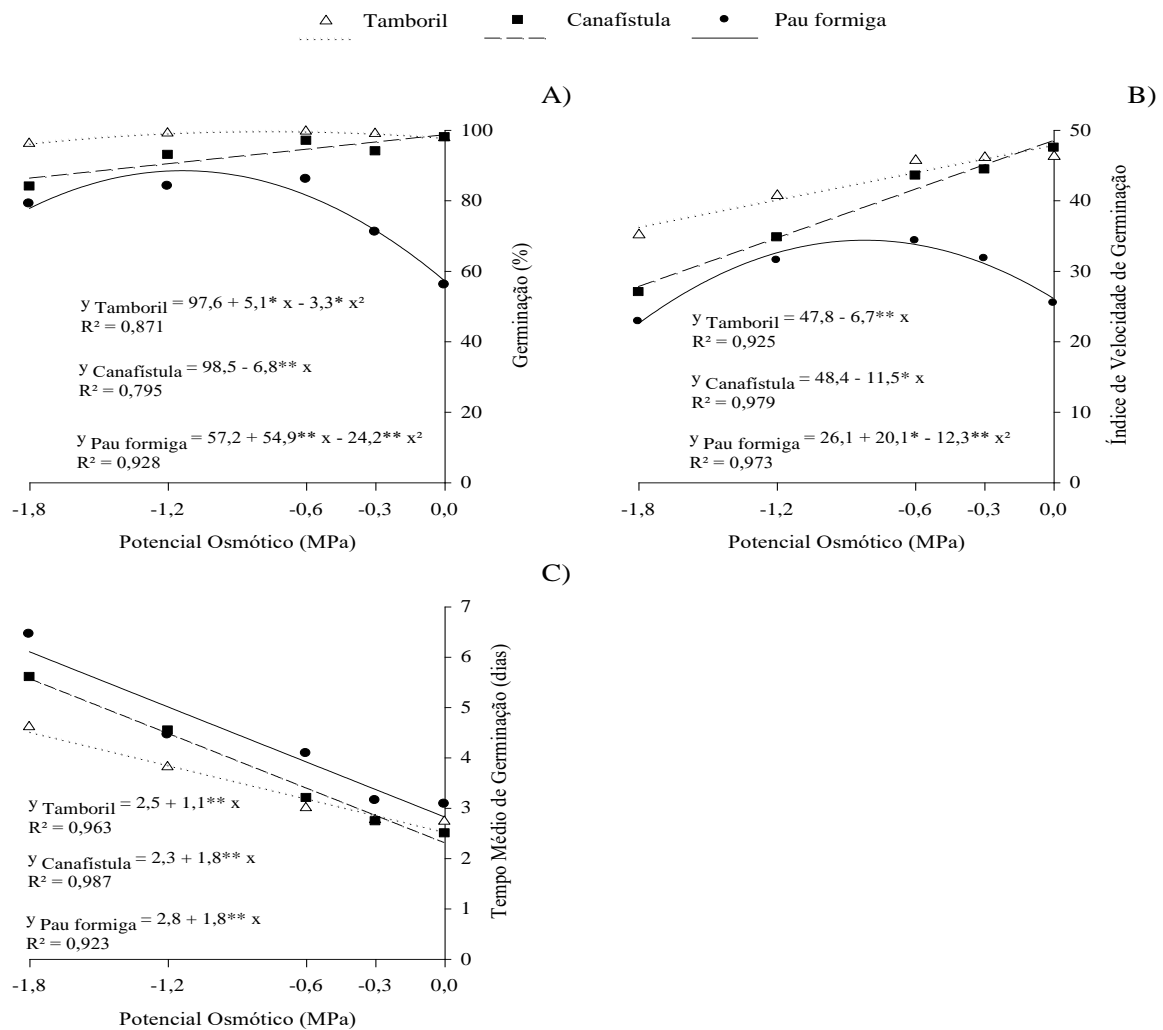 Tamboril Canafístula Pau formiga
A)
100
80
60
40
20
0
Germinação (%)
y Tamboril = 97,6 + 5,1* x - 3,3* x²
R² = 0,871
y Canafístula = 98,5 - 6,8** x
R² = 0,795
y Pau formiga = 57,2 + 54,9** x - 24,2** x²
R² = 0,928
-1,8 -1,2 -0,6 -0,3 0,0
Potencial Osmótico (MPa)
B)
50
40
30
20
10
0
Índice de Velocidade de Germinação
y Tamboril = 47,8 - 6,7** x
R² = 0,925
y Canafístula = 48,4 - 11,5* x
R² = 0,979
y Pau formiga = 26,1 + 20,1* - 12,3** x²
R² = 0,973
-1,8 -1,2 -0,6 -0,3 0,0
Potencial Osmótico (MPa)
C)
7
6
5
4
3
2
1
0
Tempo Médio de Germinação (dias)
y Tamboril = 2,5 + 1,1** x
R² = 0,963
y Canafístula = 2,3 + 1,8** x
R² = 0,987
y Pau formiga = 2,8 + 1,8** x
R² = 0,923
-1,8 -1,2 -0,6 -0,3 0,0
Potencial Osmótico (MPa)